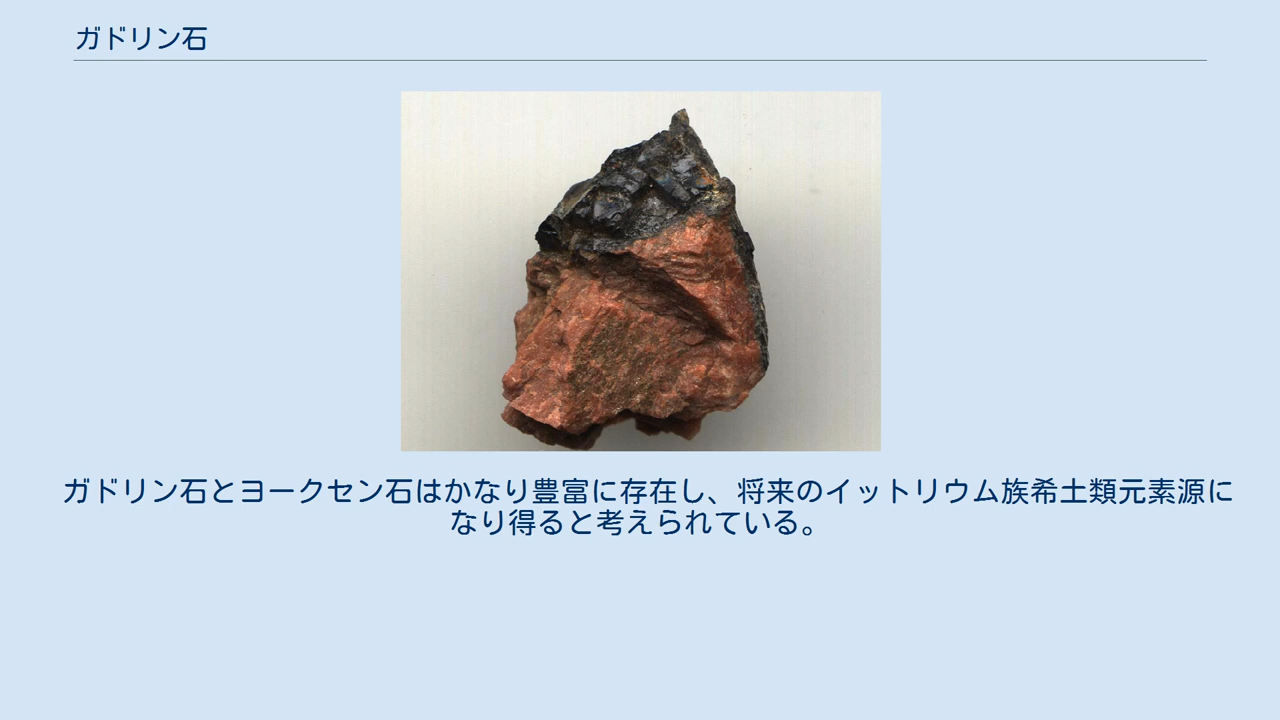 ガドリン石
ガドリン石とヨークセン石はかなり豊富に存在し、将来のイットリウム族希土類元素源に
なり得ると考えられている。